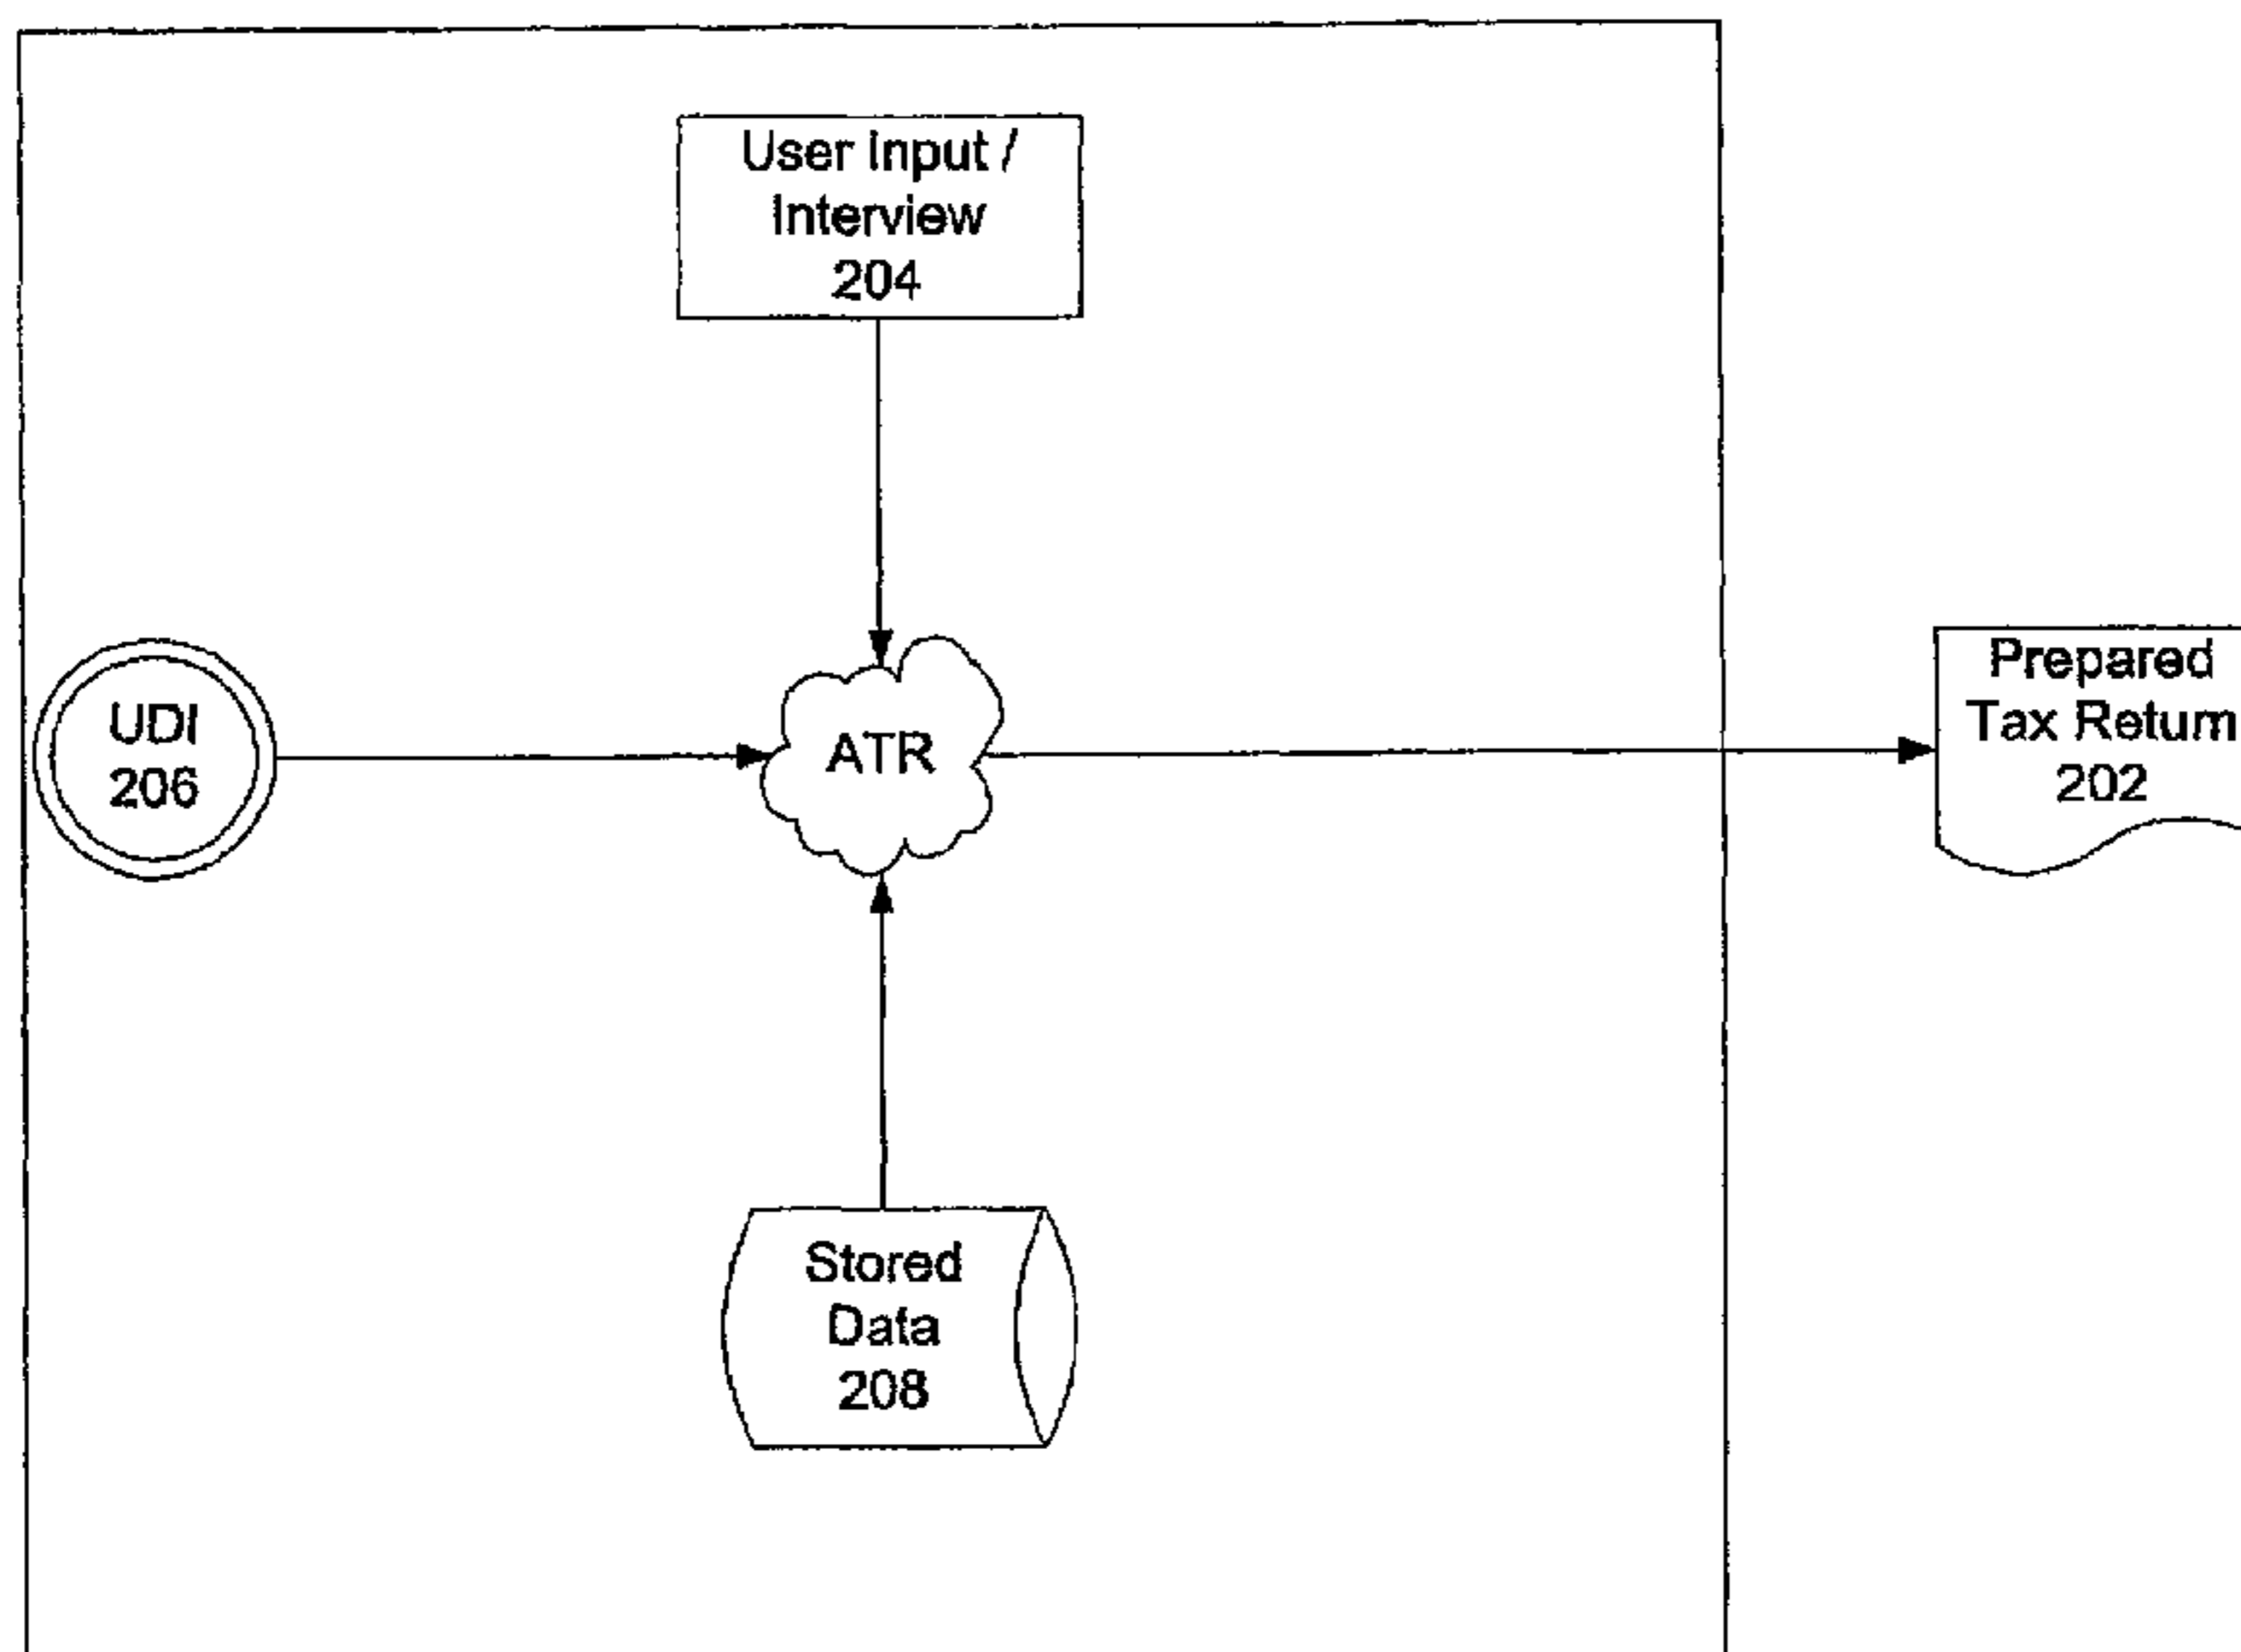 User Input /
Interview
204
UDI
206
ATR
Prepared
Tax Return
202
Stored
Data
208